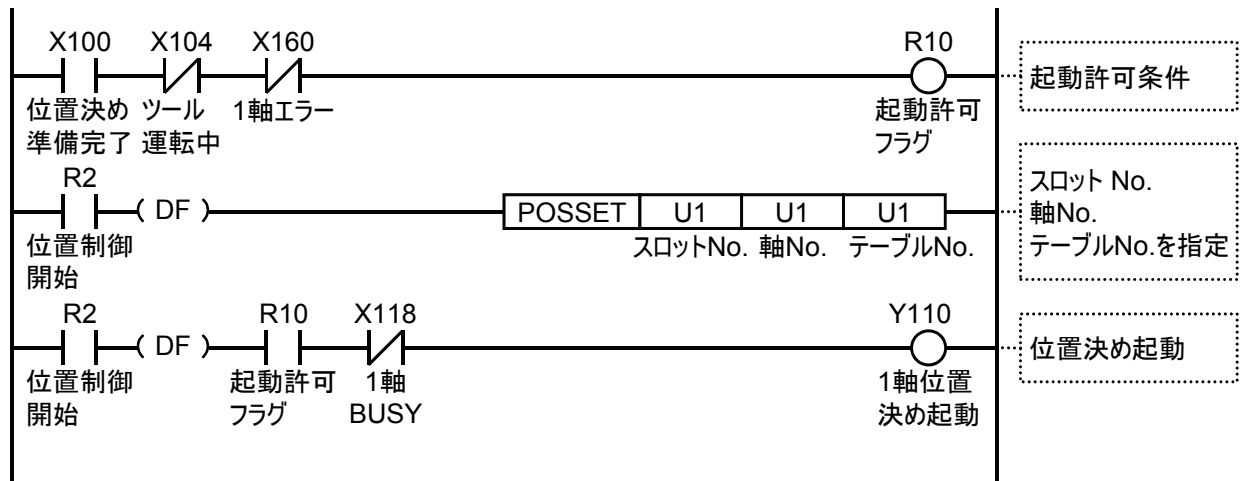 X100 X104 X160 R10
位置決め ツール 1軸エラー 起動許可
準備完了 運転中 フラグ
起動許可条件
R2
( DF ) POSSET U1 U1 U1
位置制御 スロットNo. 軸No. テーブルNo.
開始
スロット No.
軸No.
テーブルNo.を指定
R2 R10 X118 Y110
( DF )
位置制御 起動許可 1軸 1軸位置
開始 フラグ BUSY 決め起動
位置決め起動